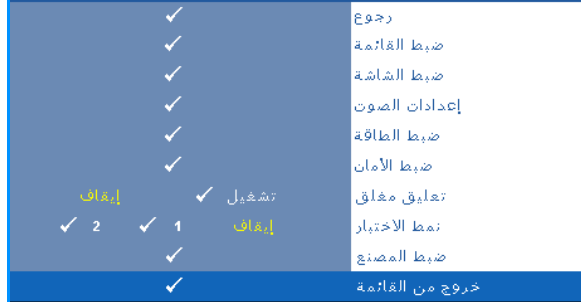 رجوع ✓
ضبط القائمة ✓
ضبط الشاشة ✓
إعدادات الصوت ✓
ضبط الطاقة ✓
ضبط الأمان ✓
تعليق مغلق تشغيل ✓ إيقاف
نمط الاختبار إيقاف 1 ✓ 2 ✓
ضبط المصنع ✓
خروج من القائمة ✓